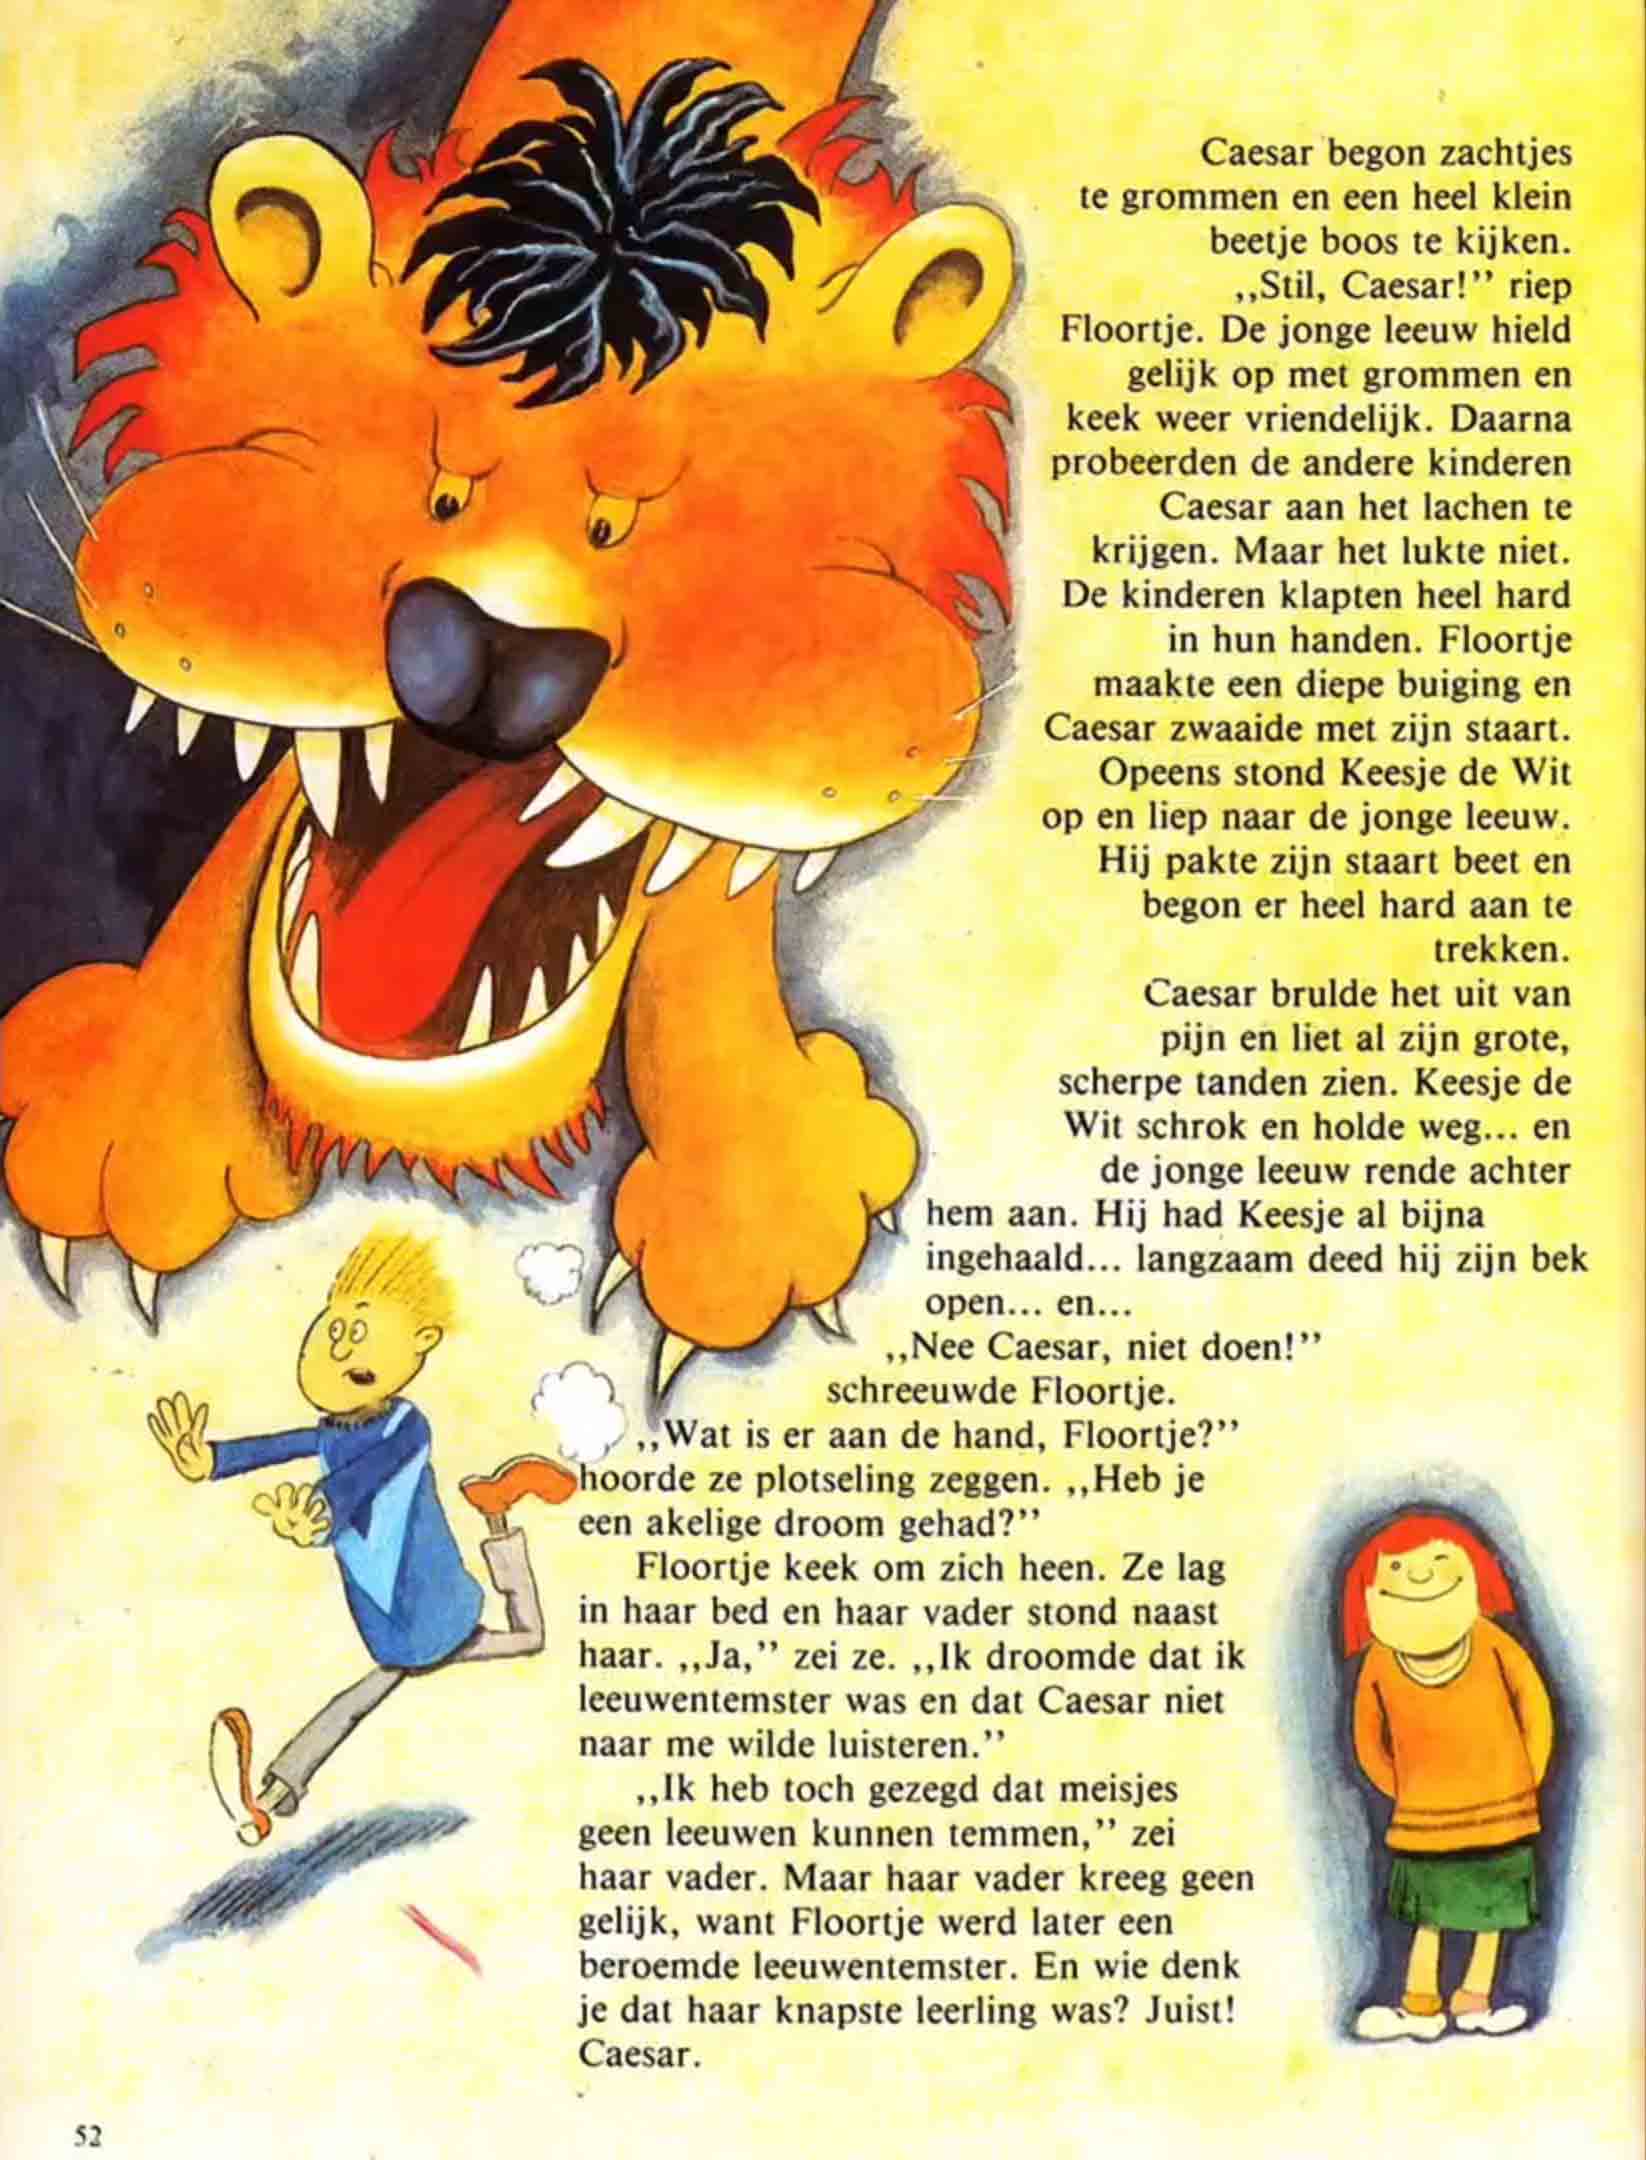 Caesar begon zachtjes
te grommen en een heel klein
beetje boos te kijken.
,,Stil, Caesar!” riep
Floortje. De jonge leeuw hield
gelijk op met grommen en
keek weer vriendelijk. Daarna
probeerden de andere kinderen
Caesar aan het lachen te
krijgen. Maar het lukte niet.
De kinderen klapten heel hard
in hun handen. Floortje
maakte een diepe buiging en
Caesar zwaaide met zijn staart.
Opeens stond Keesje de Wit
op en liep naar de jonge leeuw.
Hij pakte zijn staart beet en
begon er heel hard aan te
trekken.
Caesar brulde het uit van
pijn en liet al zijn grote,
scherpe tanden zien. Keesje de
Wit schrok en holde weg... en
de jonge leeuw rende achter
hem aan. Hij had Keesje al bijna
ingehaald... langzaam deed hij zijn bek
open... en...
,,Nee Caesar, niet doen!”
schreeuwde Floortje.
,,Wat is er aan de hand, Floortje?”
hoorde ze plotseling zeggen. ,,Heb je
een akelige droom gehad?”
Floortje keek om zich heen. Ze lag
in haar bed en haar vader stond naast
haar. ,,Ja,” zei ze. ,,Ik droomde dat ik
leeuwentemster was en dat Caesar niet
naar me wilde luisteren.”
,,Ik heb toch gezegd dat meisjes
geen leeuwen kunnen temmen,” zei
haar vader. Maar haar vader kreeg geen
gelijk, want Floortje werd later een
beroemde leeuwentemster. En wie denk
je dat haar knapste leerling was? Juist!
Caesar.
52